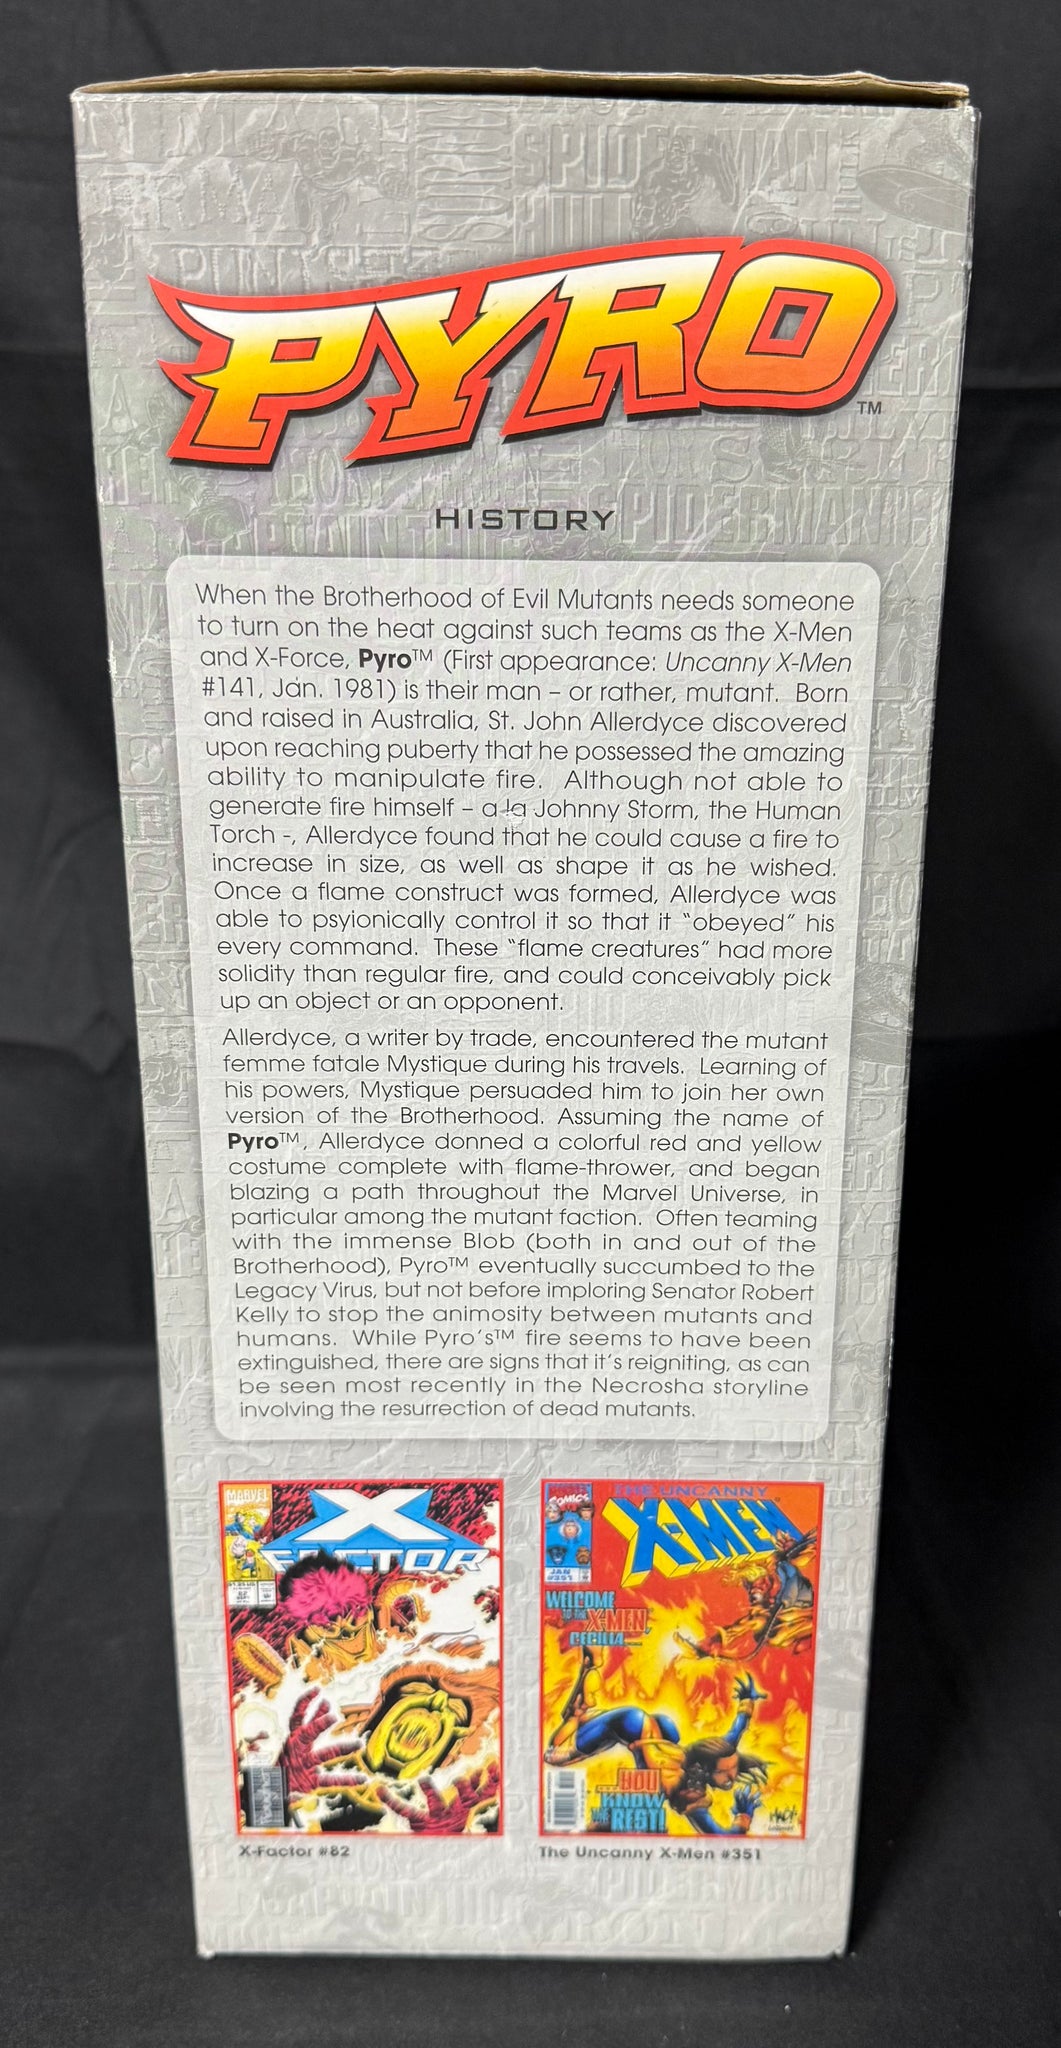 PYRO™
HISTORY
When the Brotherhood of Evil Mutants needs someone
to turn on the heat against such teams as the X-Men
and X-Force, Pyro™ (First appearance: Uncanny X-Men
#141, Jan. 1981) is their man – or rather, mutant. Born
and raised in Australia, St. John Allerdyce discovered
upon reaching puberty that he possessed the amazing
ability to manipulate fire. Although not able to
generate fire himself – a la Johnny Storm, the Human
Torch -, Allerdyce found that he could cause a fire to
increase in size, as well as shape it as he wished.
Once a flame construct was formed, Allerdyce was
able to psyionically control it so that it "obeyed" his
every command. These "flame creatures" had more
solidity than regular fire, and could conceivably pick
up an object or an opponent.
Allerdyce, a writer by trade, encountered the mutant
femme fatale Mystique during his travels. Learning of
his powers, Mystique persuaded him to join her own
version of the Brotherhood. Assuming the name of
Pyro™, Allerdyce donned a colorful red and yellow
costume complete with flame-thrower, and began
blazing a path throughout the Marvel Universe, in
particular among the mutant faction. Often teaming
with the immense Blob (both in and out of the
Brotherhood), Pyro™ eventually succumbed to the
Legacy Virus, but not before imploring Senator Robert
Kelly to stop the animosity between mutants and
humans. While Pyro's™ fire seems to have been
extinguished, there are signs that it's reigniting, as can
be seen most recently in the Necrosha storyline
involving the resurrection of dead mutants.
MARVEL
X
FACTOR
82
X-Factor #82
COMICS
THE UNCANNY
X-MEN
JAN
#351
WELCOME
TO THE X-MEN,
CECILIA....
....YOU
KNOW
THE REST!
The Uncanny X-Men #351
SPIDERMAN
HULL
SPIDERMAN